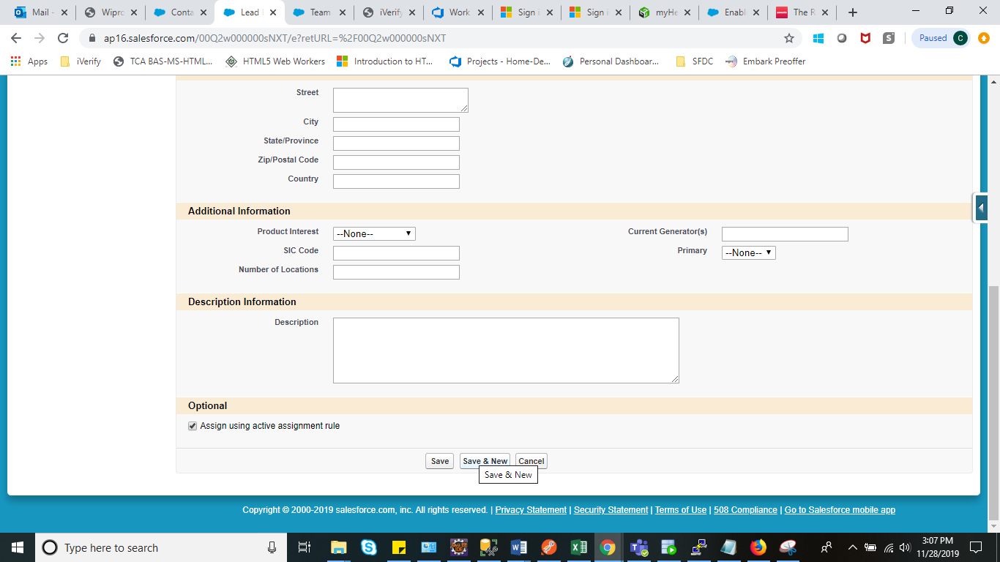 Mail -
Wipro
Conta
Lead
Team
iVerify
Work
Sign i
Sign i
myHe
Enabl
The R
ap16.salesforce.com/00Q2w000000sNXT/e?retURL=%2F00Q2w000000sNXT
Paused
C
Apps
iVerify
TCA BAS-MS-HTML...
HTML5 Web Workers
Introduction to HT...
Projects - Home-De...
Personal Dashboar...
SFDC
Embark Preoffer
Street
City
State/Province
Zip/Postal Code
Country
Additional Information
Product Interest --None--
Current Generator(s)
SIC Code
Primary --None--
Number of Locations
Description Information
Description
Optional
Assign using active assignment rule
Save Save & New Cancel
Save & New
Copyright © 2000-2019 salesforce.com, inc. All rights reserved. | Privacy Statement | Security Statement | Terms of Use | 508 Compliance | Go to Salesforce mobile app
Type here to search
3:07 PM
11/28/2019